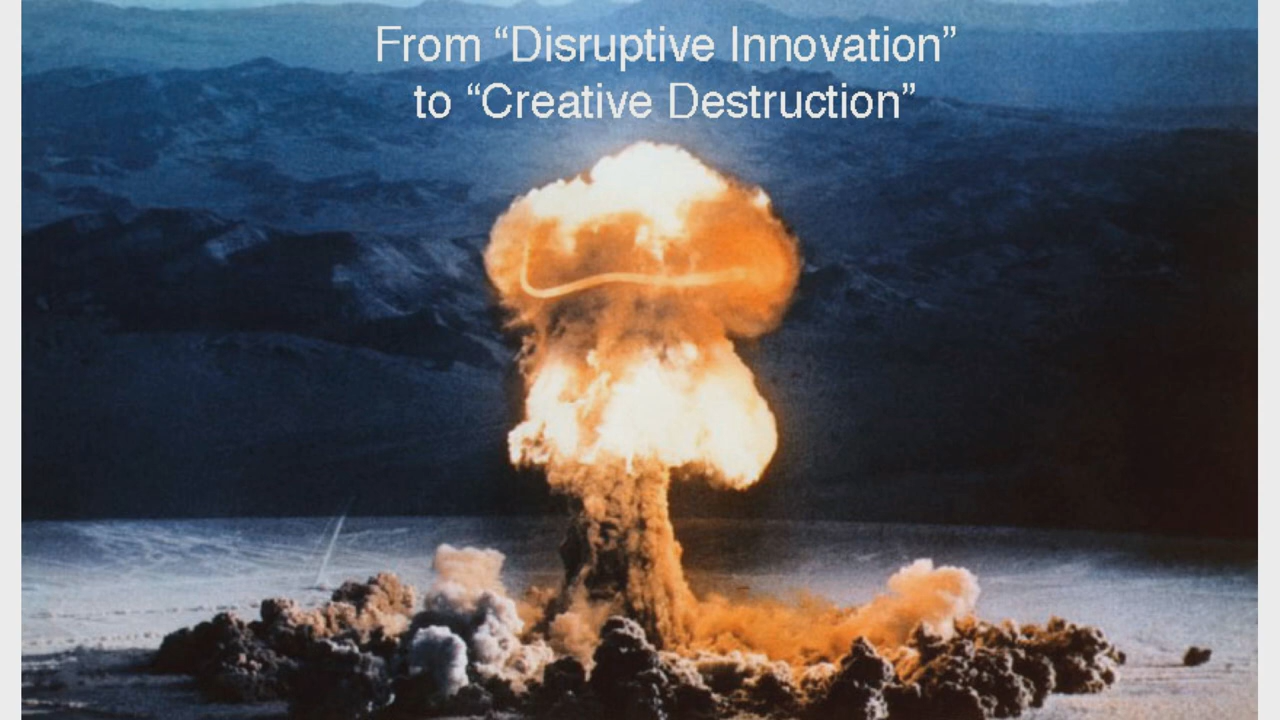 From “Disruptive Innovation”
to “Creative Destruction”